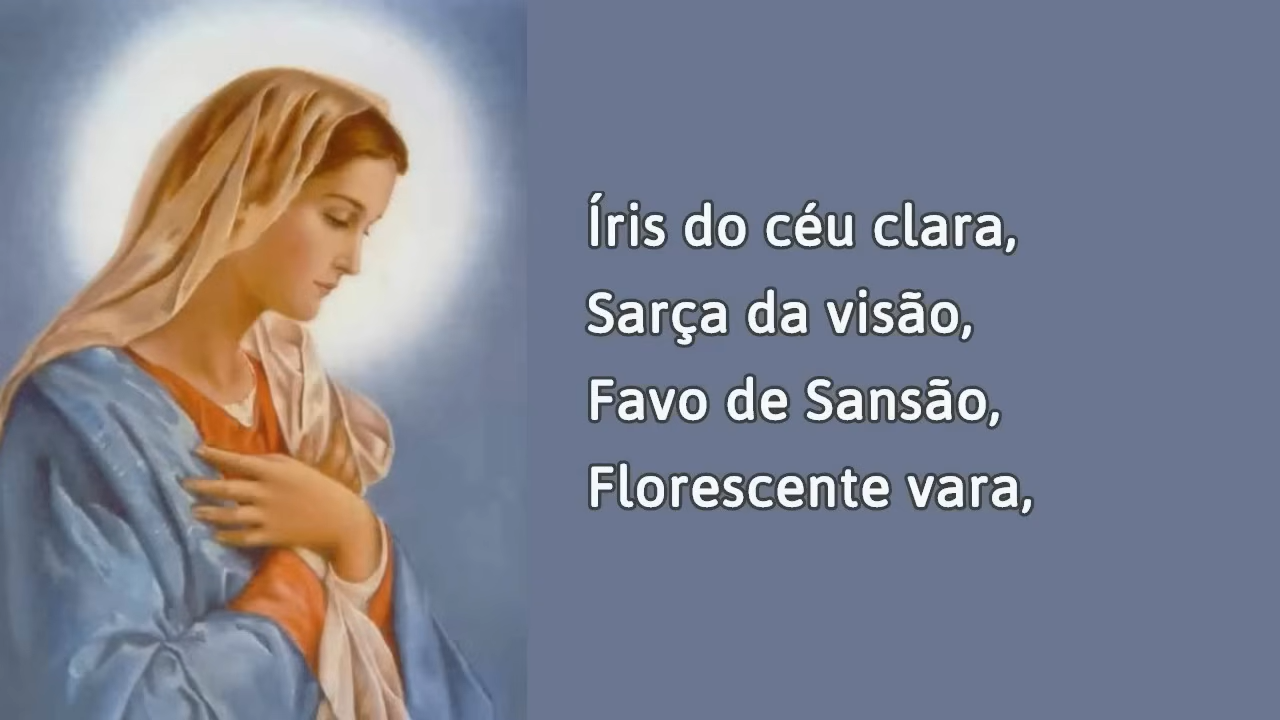 Íris do céu clara,
Sarça da visão,
Favo de Sansão,
Florescente vara,